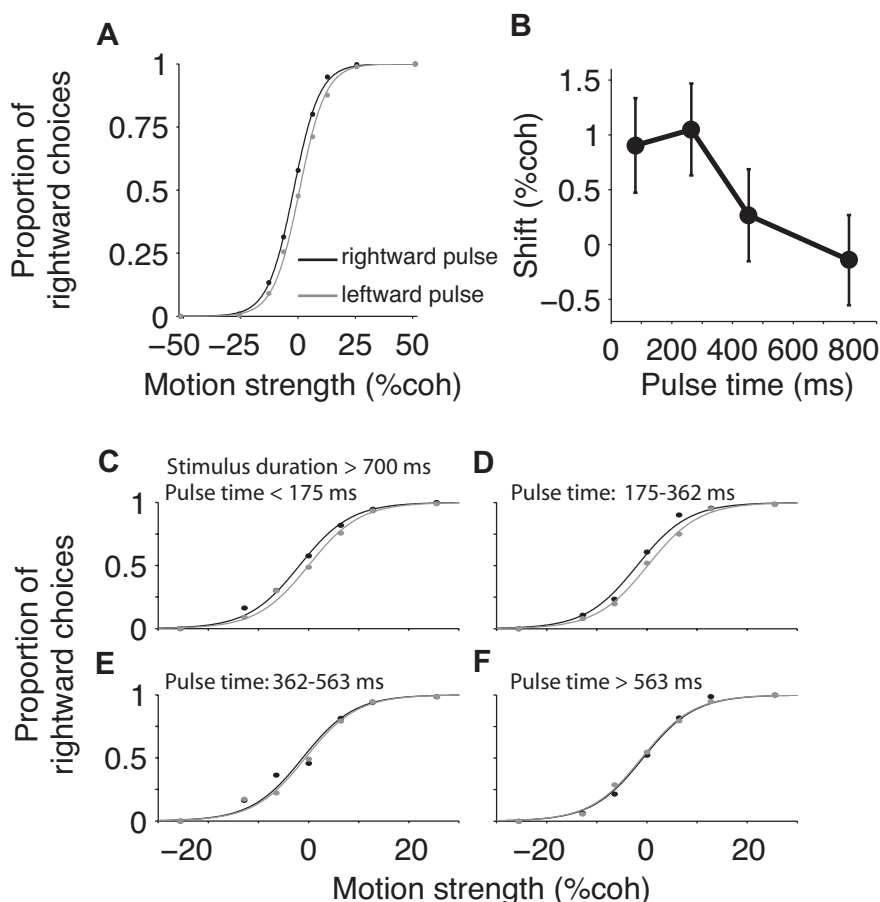 A
Proportion of
rightward choices
1
0.75
0.5
0.25
0
rightward pulse
leftward pulse
−50 −25 0 25 50
Motion strength (%coh)
B
Shift (%coh)
1.5
1
0.5
0
−0.5
0 200 400 600 800
Pulse time (ms)
C
Stimulus duration > 700 ms
Pulse time < 175 ms
1
0.5
0
D
Pulse time: 175-362 ms
Proportion of
rightward choices
E
Pulse time: 362-563 ms
1
0.5
0
−20 0 20
F
Pulse time > 563 ms
−20 0 20
Motion strength (%coh)